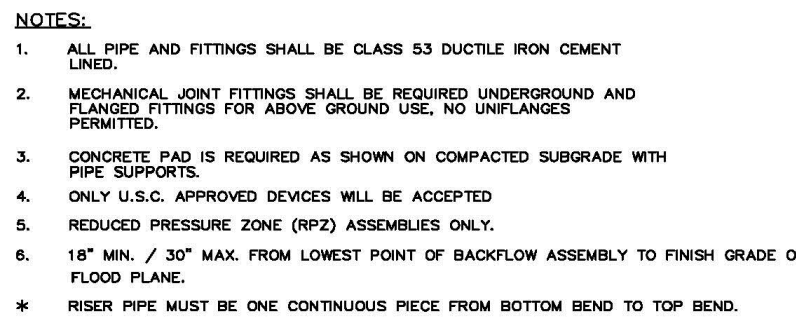 NOTES:
1. ALL PIPE AND FITTINGS SHALL BE CLASS 53 DUCTILE IRON CEMENT
LINED.
2. MECHANICAL JOINT FITTINGS SHALL BE REQUIRED UNDERGROUND AND
FLANGED FITTINGS FOR ABOVE GROUND USE, NO UNIFLANGES
PERMITTED.
3. CONCRETE PAD IS REQUIRED AS SHOWN ON COMPACTED SUBGRADE WITH
PIPE SUPPORTS.
4. ONLY U.S.C. APPROVED DEVICES WILL BE ACCEPTED
5. REDUCED PRESSURE ZONE (RPZ) ASSEMBLIES ONLY.
6. 18" MIN. / 30" MAX. FROM LOWEST POINT OF BACKFLOW ASSEMBLY TO FINISH GRADE
FLOOD PLANE.
* RISER PIPE MUST BE ONE CONTINUOUS PIECE FROM BOTTOM BEND TO TOP BEND.